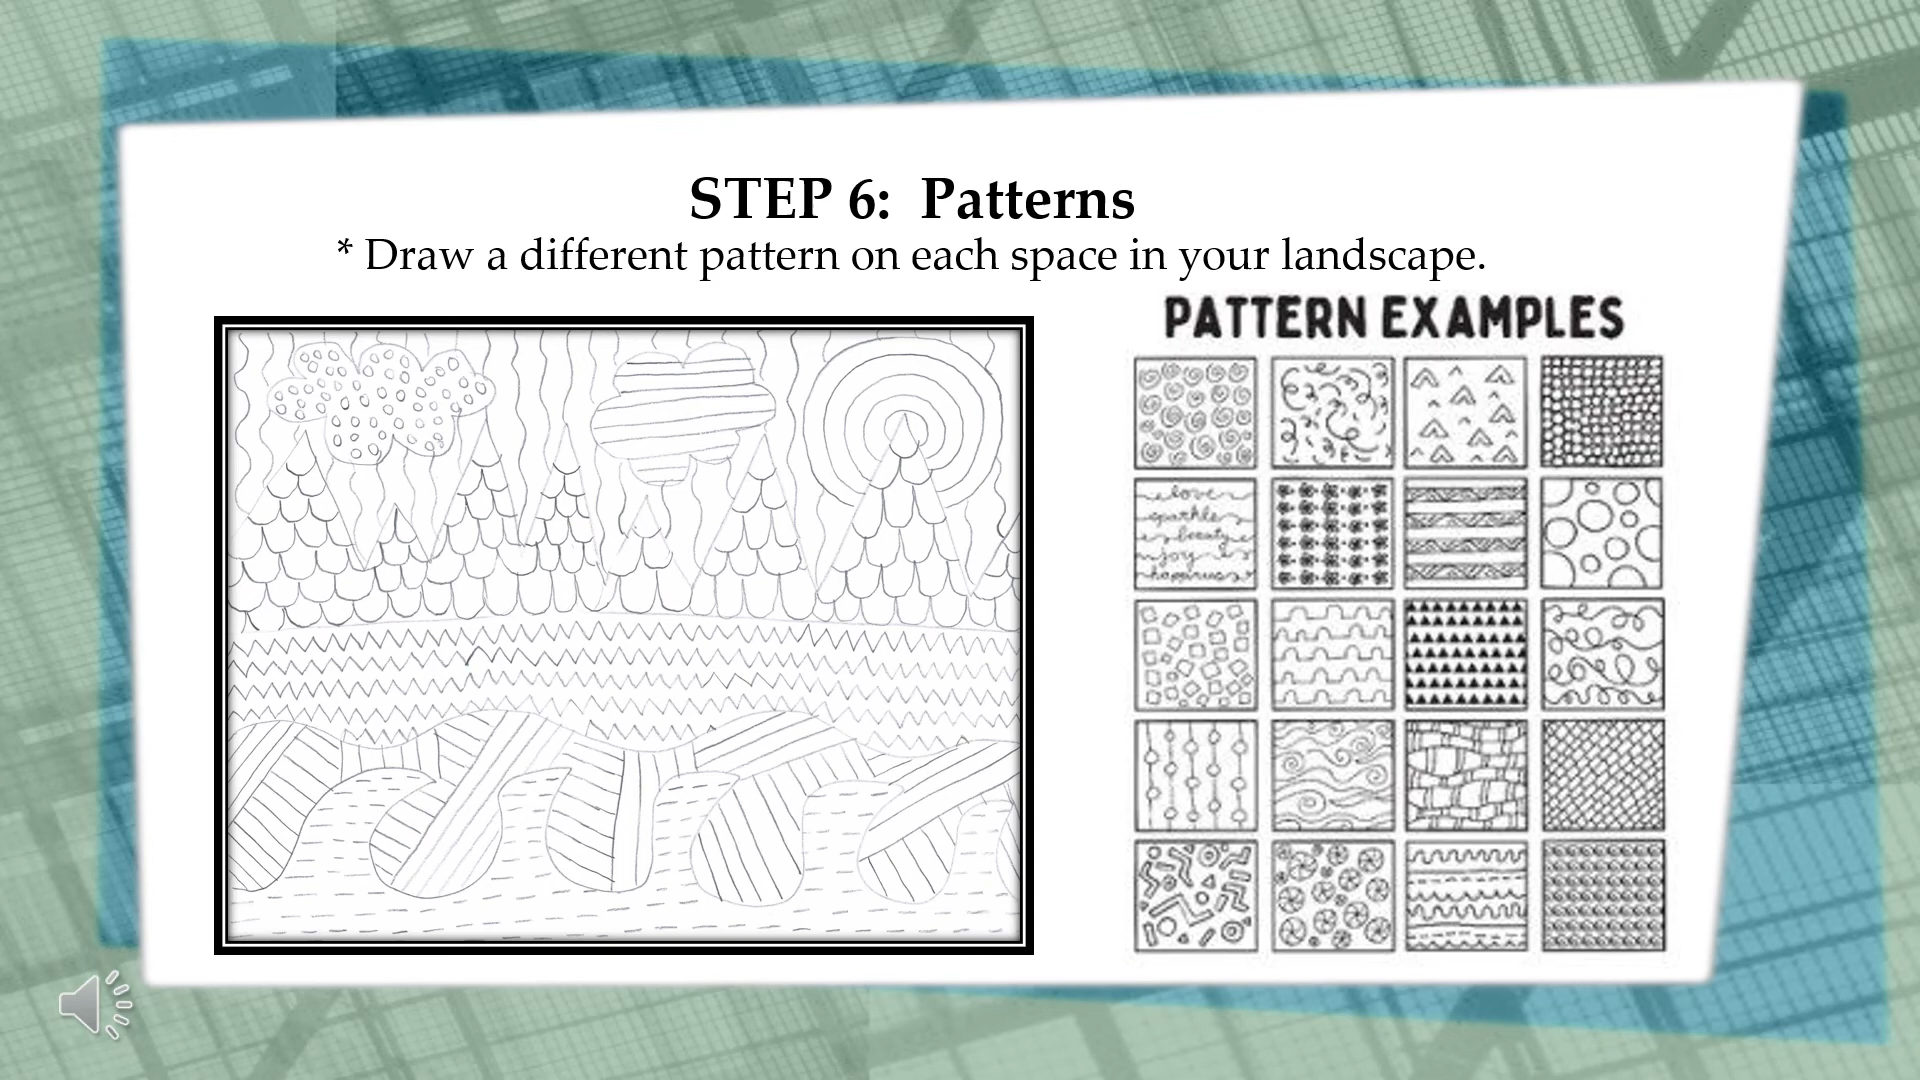 STEP 6:  Patterns
* Draw a different pattern on each space in your landscape.
PATTERN EXAMPLES
love
sparkle
beauty
joy
happiness